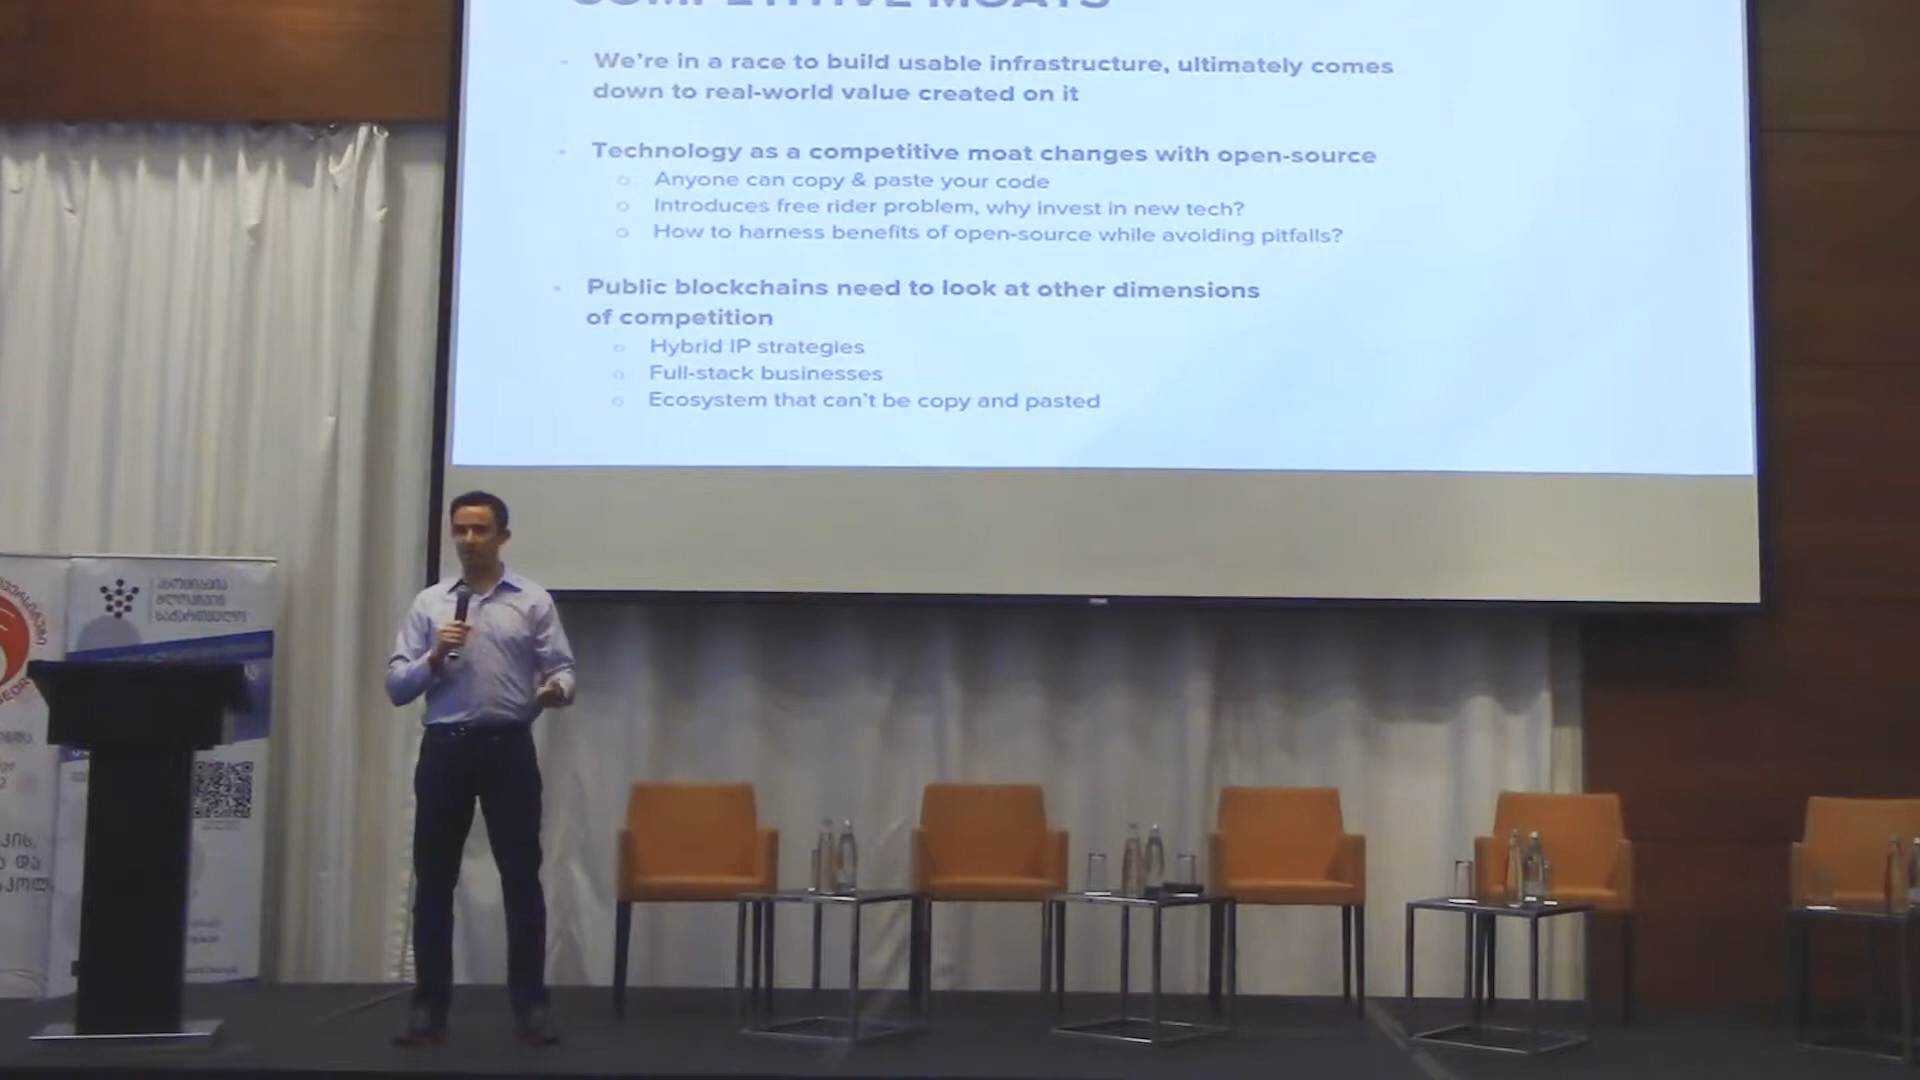 COMPETITIVE MOATS
We're in a race to build usable infrastructure, ultimately comes
down to real-world value created on it
Technology as a competitive moat changes with open-source
Anyone can copy & paste your code
Introduces free rider problem, why invest in new tech?
How to harness benefits of open-source while avoiding pitfalls?
Public blockchains need to look at other dimensions
of competition
Hybrid IP strategies
Full-stack businesses
Ecosystem that can't be copy and pasted